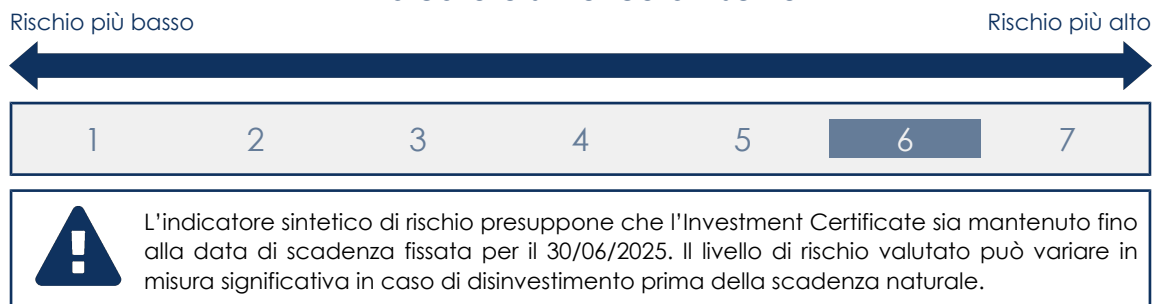 Rischio più basso
Rischio più alto
1 2 3 4 5 6 7
L'indicatore sintetico di rischio presuppone che l'Investment Certificate sia mantenuto fino
alla data di scadenza fissata per il 30/06/2025. Il livello di rischio valutato può variare in
misura significativa in caso di disinvestimento prima della scadenza naturale.